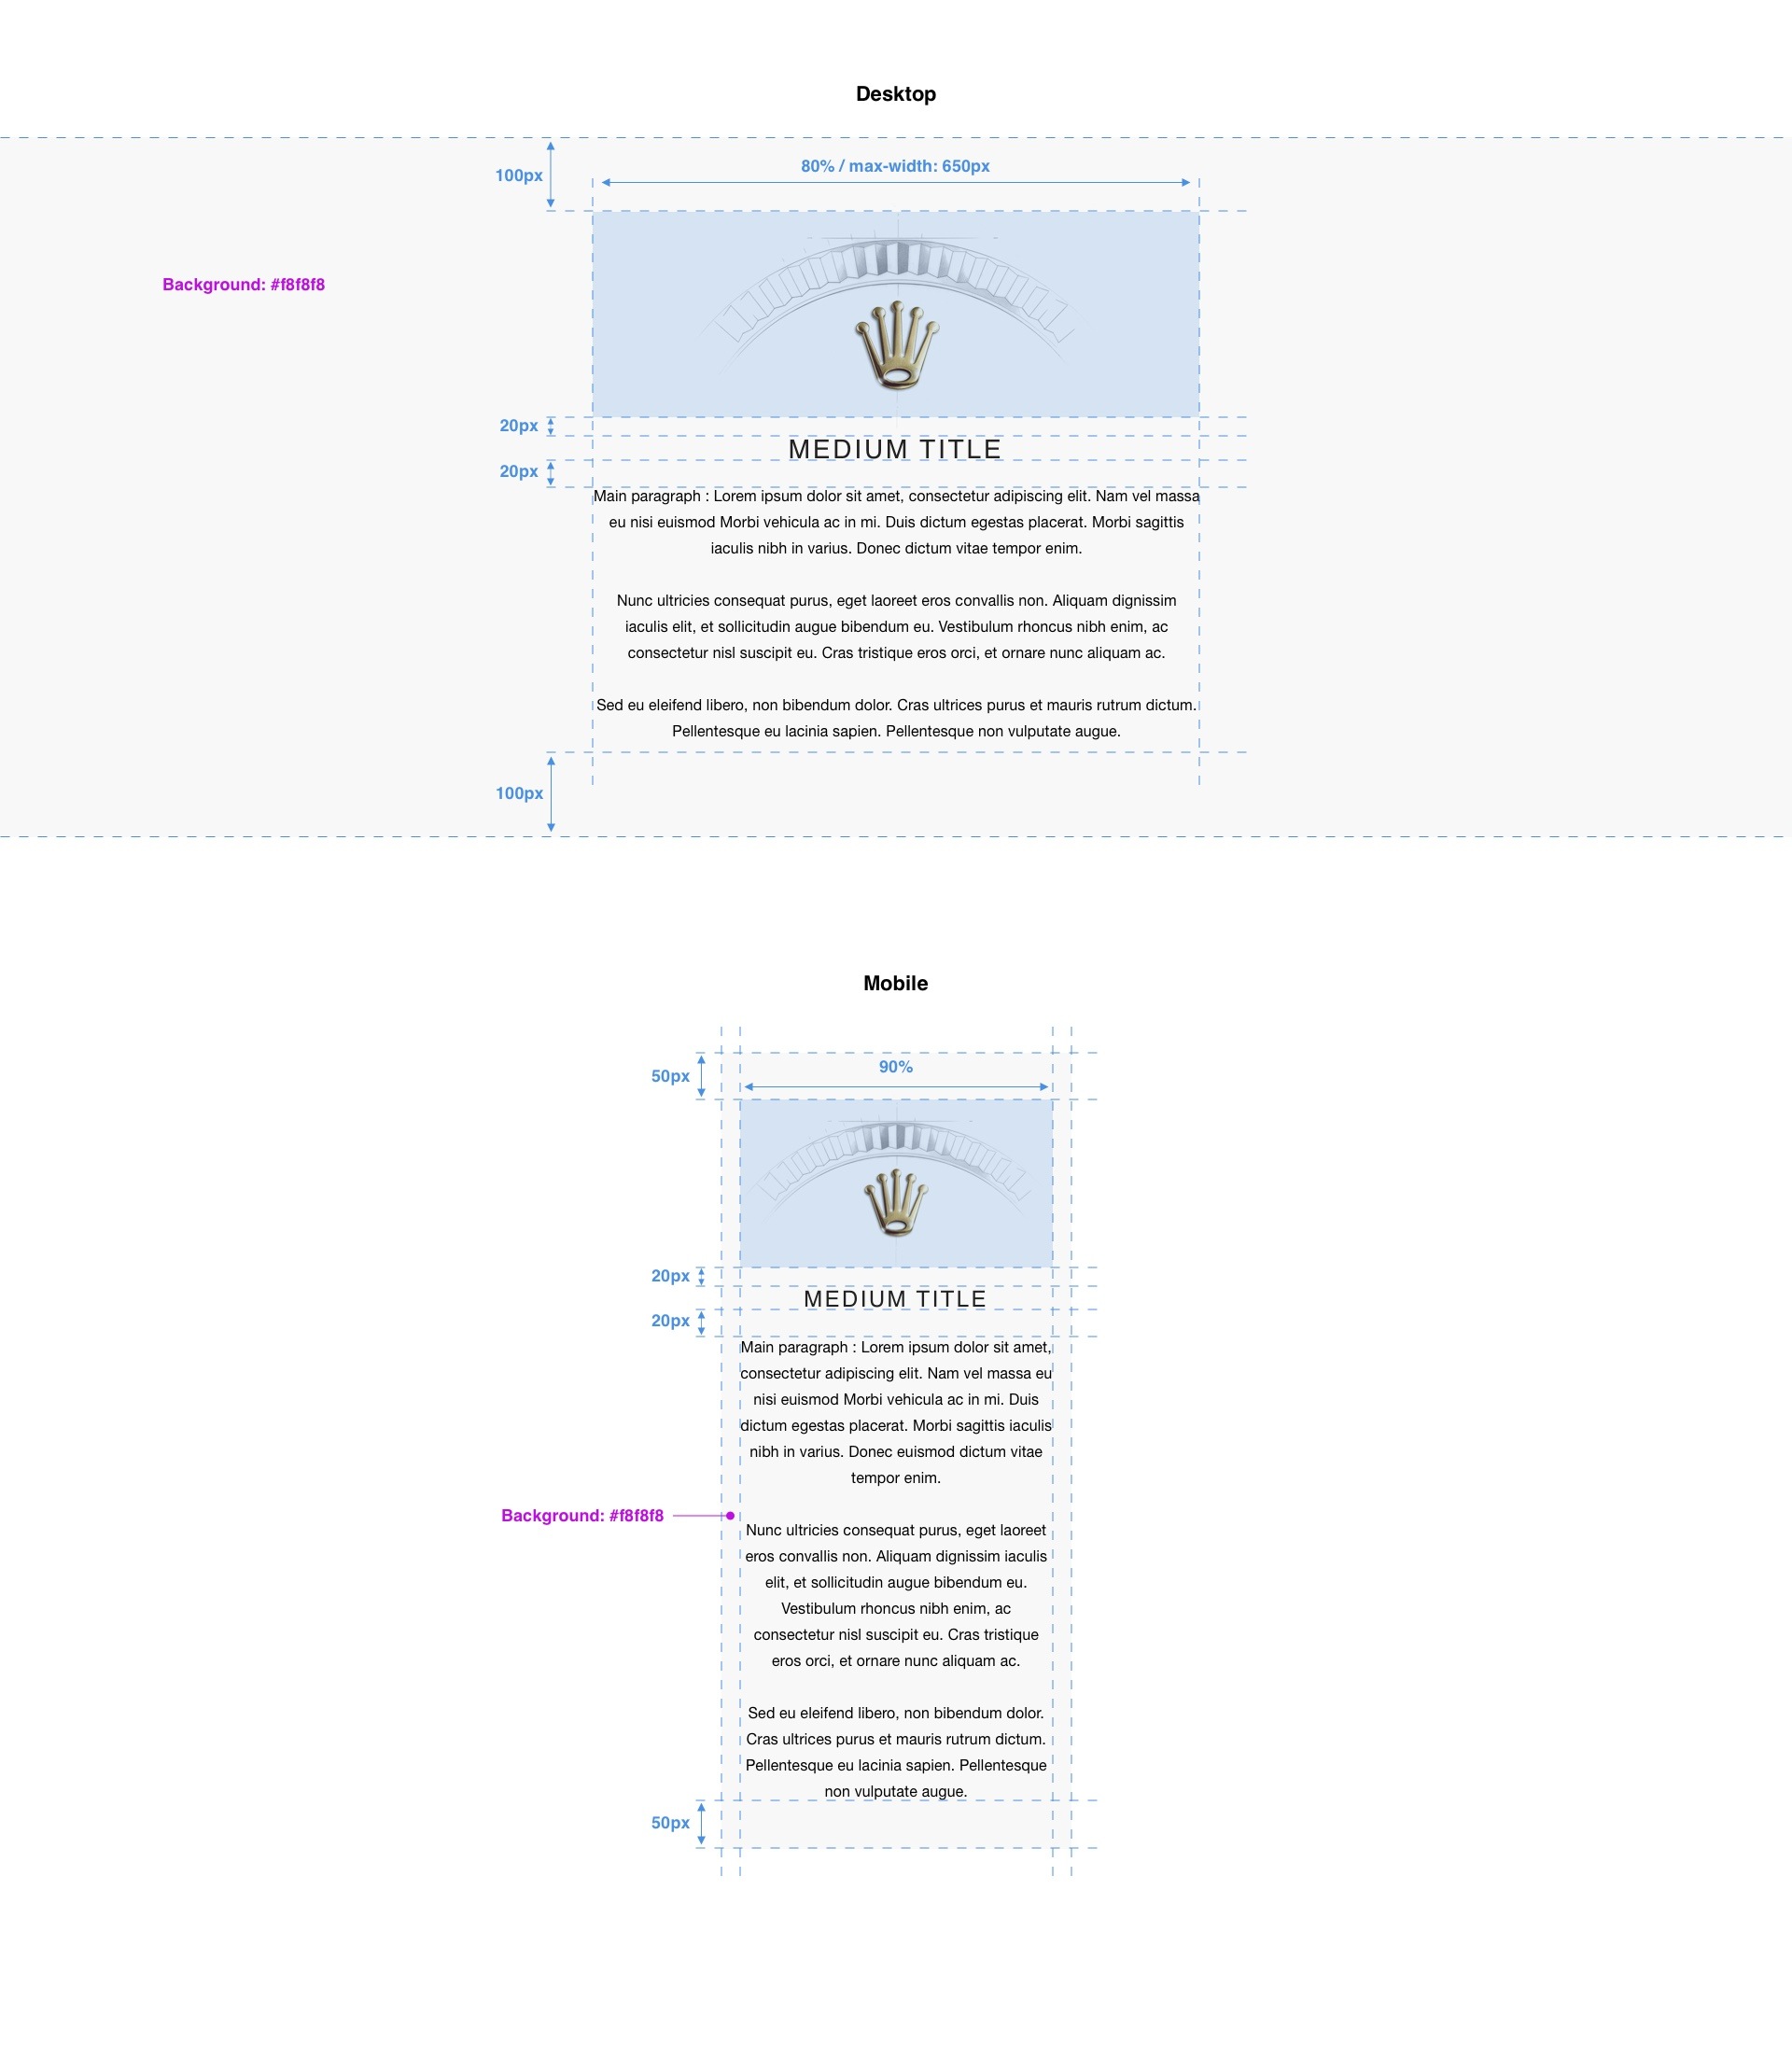 Desktop
100px
80% / max-width: 650px
Background: #f8f8f8
20px
MEDIUM TITLE
20px
Main paragraph : Lorem ipsum dolor sit amet, consectetur adipiscing elit. Nam vel massa
eu nisi euismod Morbi vehicula ac in mi. Duis dictum egestas placerat. Morbi sagittis
iaculis nibh in varius. Donec dictum vitae tempor enim.
Nunc ultricies consequat purus, eget laoreet eros convallis non. Aliquam dignissim
iaculis elit, et sollicitudin augue bibendum eu. Vestibulum rhoncus nibh enim, ac
consectetur nisl suscipit eu. Cras tristique eros orci, et ornare nunc aliquam ac.
Sed eu eleifend libero, non bibendum dolor. Cras ultrices purus et mauris rutrum dictum.
Pellentesque eu lacinia sapien. Pellentesque non vulputate augue.
100px
Mobile
50px
90%
20px
MEDIUM TITLE
20px
Main paragraph : Lorem ipsum dolor sit amet,
consectetur adipiscing elit. Nam vel massa eu
nisi euismod Morbi vehicula ac in mi. Duis
dictum egestas placerat. Morbi sagittis iaculis
nibh in varius. Donec euismod dictum vitae
tempor enim.
Background: #f8f8f8
Nunc ultricies consequat purus, eget laoreet
eros convallis non. Aliquam dignissim iaculis
elit, et sollicitudin augue bibendum eu.
Vestibulum rhoncus nibh enim, ac
consectetur nisl suscipit eu. Cras tristique
eros orci, et ornare nunc aliquam ac.
Sed eu eleifend libero, non bibendum dolor.
Cras ultrices purus et mauris rutrum dictum.
Pellentesque eu lacinia sapien. Pellentesque
non vulputate augue.
50px